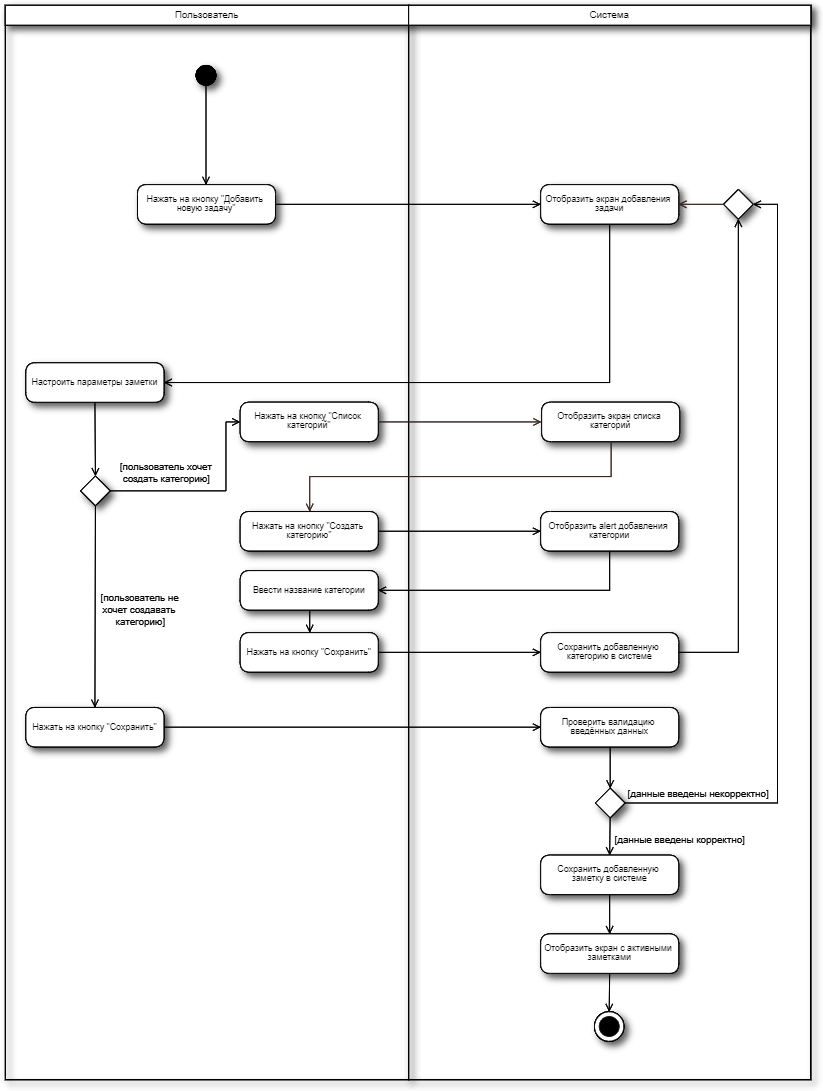 Пользователь
Система
Нажать на кнопку "Добавить
новую задачу"
Отобразить экран добавления
задачи
Настроить параметры заметки
Нажать на кнопку "Список
категорий"
Отобразить экран списка
категорий
[пользователь хочет
создать категорию]
Нажать на кнопку "Создать
категорию"
Отобразить alert добавления
категории
Ввести название категории
[пользователь не
хочет создавать
категорию]
Нажать на кнопку "Сохранить"
Сохранить добавленную
категорию в системе
Нажать на кнопку "Сохранить"
Проверить валидацию
введённых данных
[данные введены некорректно]
[данные введены корректно]
Сохранить добавленную
заметку в системе
Отобразить экран с активными
заметками